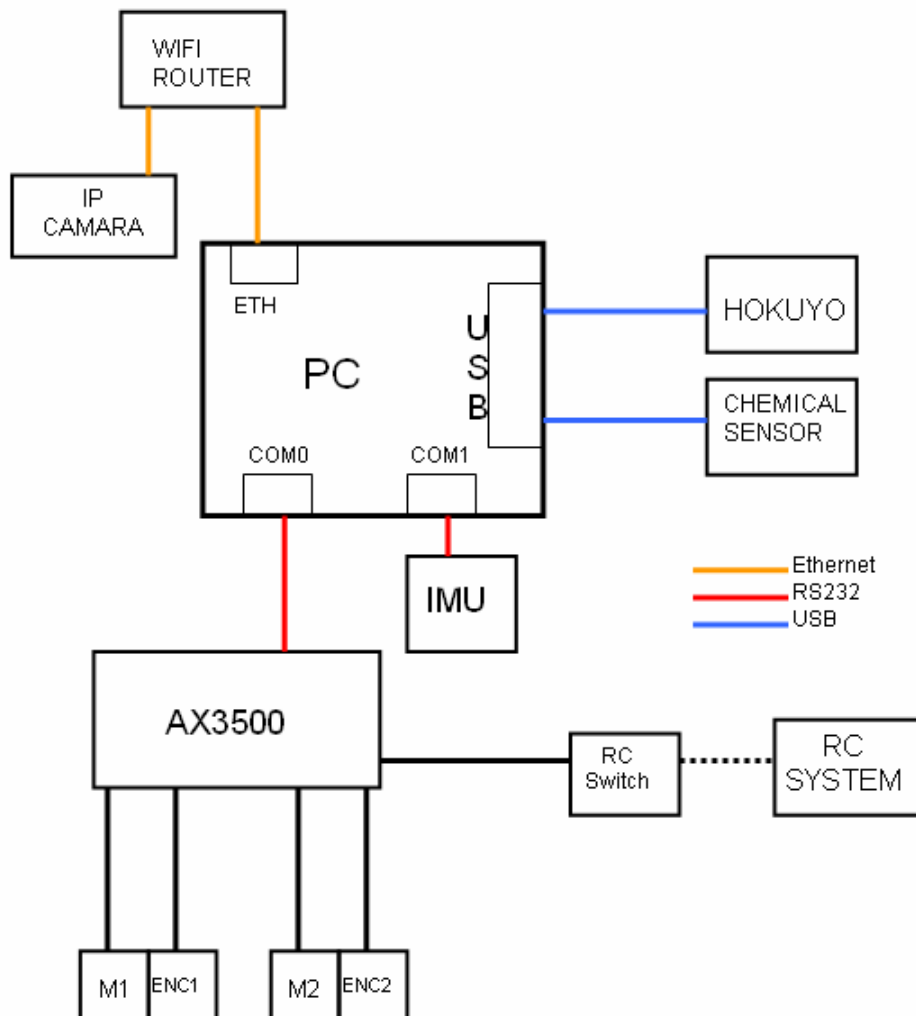 WIFI
ROUTER
IP
CAMARA
ETH
PC
U
S
B
HOKUYO
CHEMICAL
SENSOR
COM0
COM1
IMU
Ethernet
RS232
USB
AX3500
RC
Switch
RC
SYSTEM
M1
ENC1
M2
ENC2